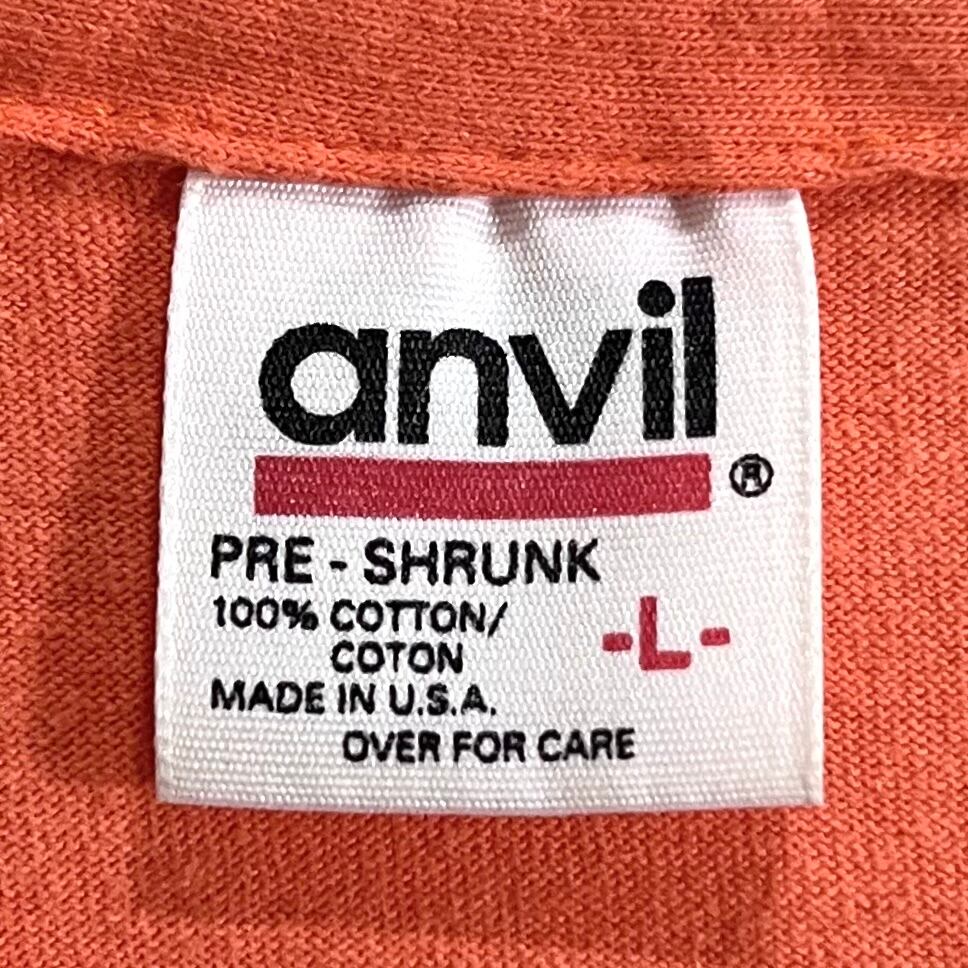 anvil
®
PRE - SHRUNK
100% COTTON/
COTON
-L-
MADE IN U.S.A.
OVER FOR CARE